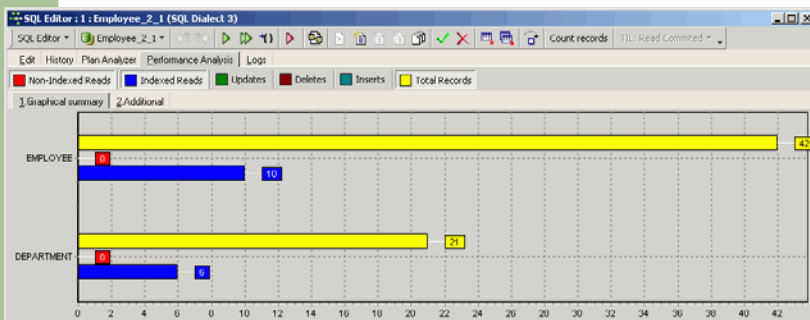 SQL Editor : 1 : Employee_2_1 (SQL Dialect 3)
SQL Editor Employee_2_1 Count records TIL: Read Commited
Edit History Plan Analyzer Performance Analysis Logs
Non-Indexed Reads Indexed Reads Updates Deletes Inserts Total Records
1.Graphical summary 2.Additional
42
EMPLOYEE 0
10
21
DEPARTMENT 0
6
0 2 4 6 8 10 12 14 16 18 20 22 24 26 28 30 32 34 36 38 40 42